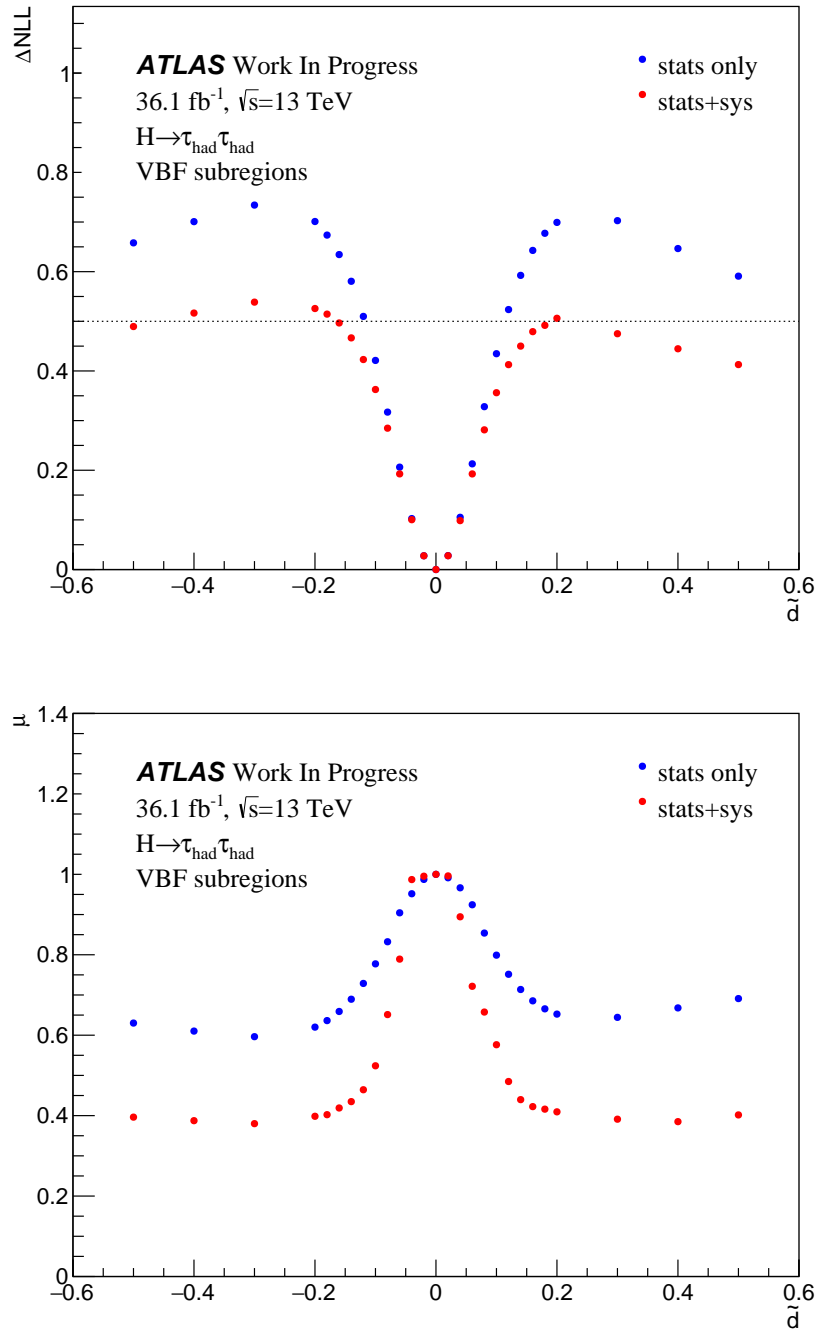 ΔNLL
1
0.8
0.6
0.4
0.2
0
ATLAS Work In Progress
36.1 fb⁻¹, √s=13 TeV
H→τ_had τ_had
VBF subregions
stats only
stats+sys
−0.6 −0.4 −0.2 0 0.2 0.4 0.6
d̃
μ
1.4
1.2
1
0.8
0.6
0.4
0.2
0
ATLAS Work In Progress
36.1 fb⁻¹, √s=13 TeV
H→τ_had τ_had
VBF subregions
stats only
stats+sys
−0.6 −0.4 −0.2 0 0.2 0.4 0.6
d̃